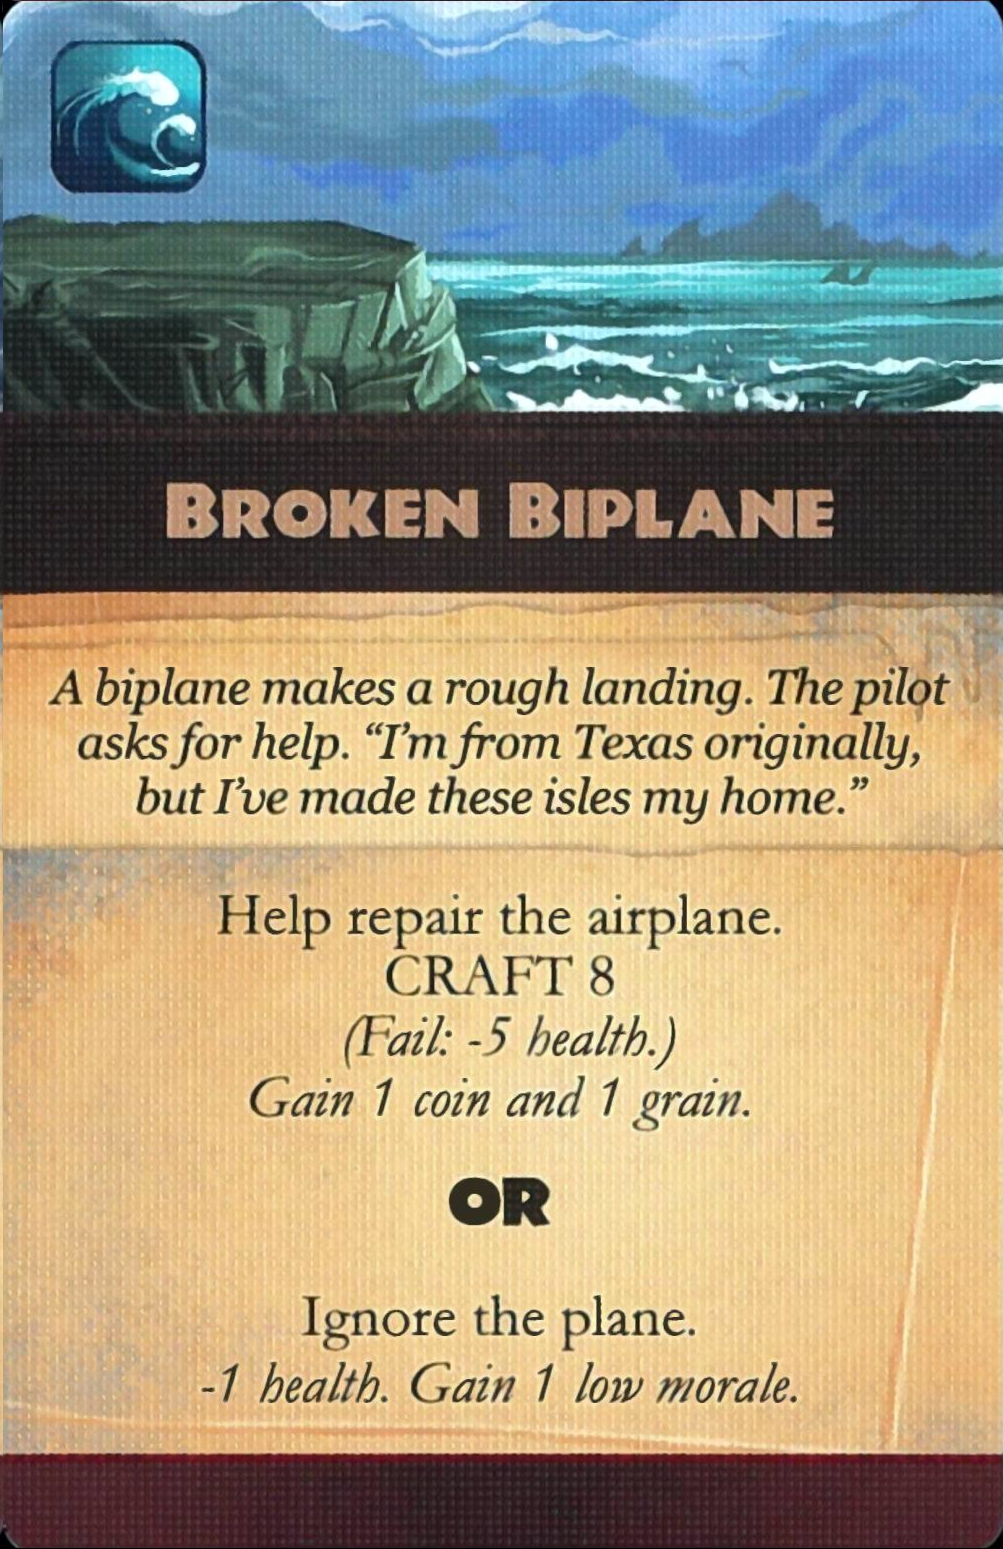 BROKEN BIPLANE
A biplane makes a rough landing. The pilot
asks for help. “I’m from Texas originally,
but I’ve made these isles my home.”
Help repair the airplane.
CRAFT 8
(Fail: -5 health.)
Gain 1 coin and 1 grain.
OR
Ignore the plane.
-1 health. Gain 1 low morale.